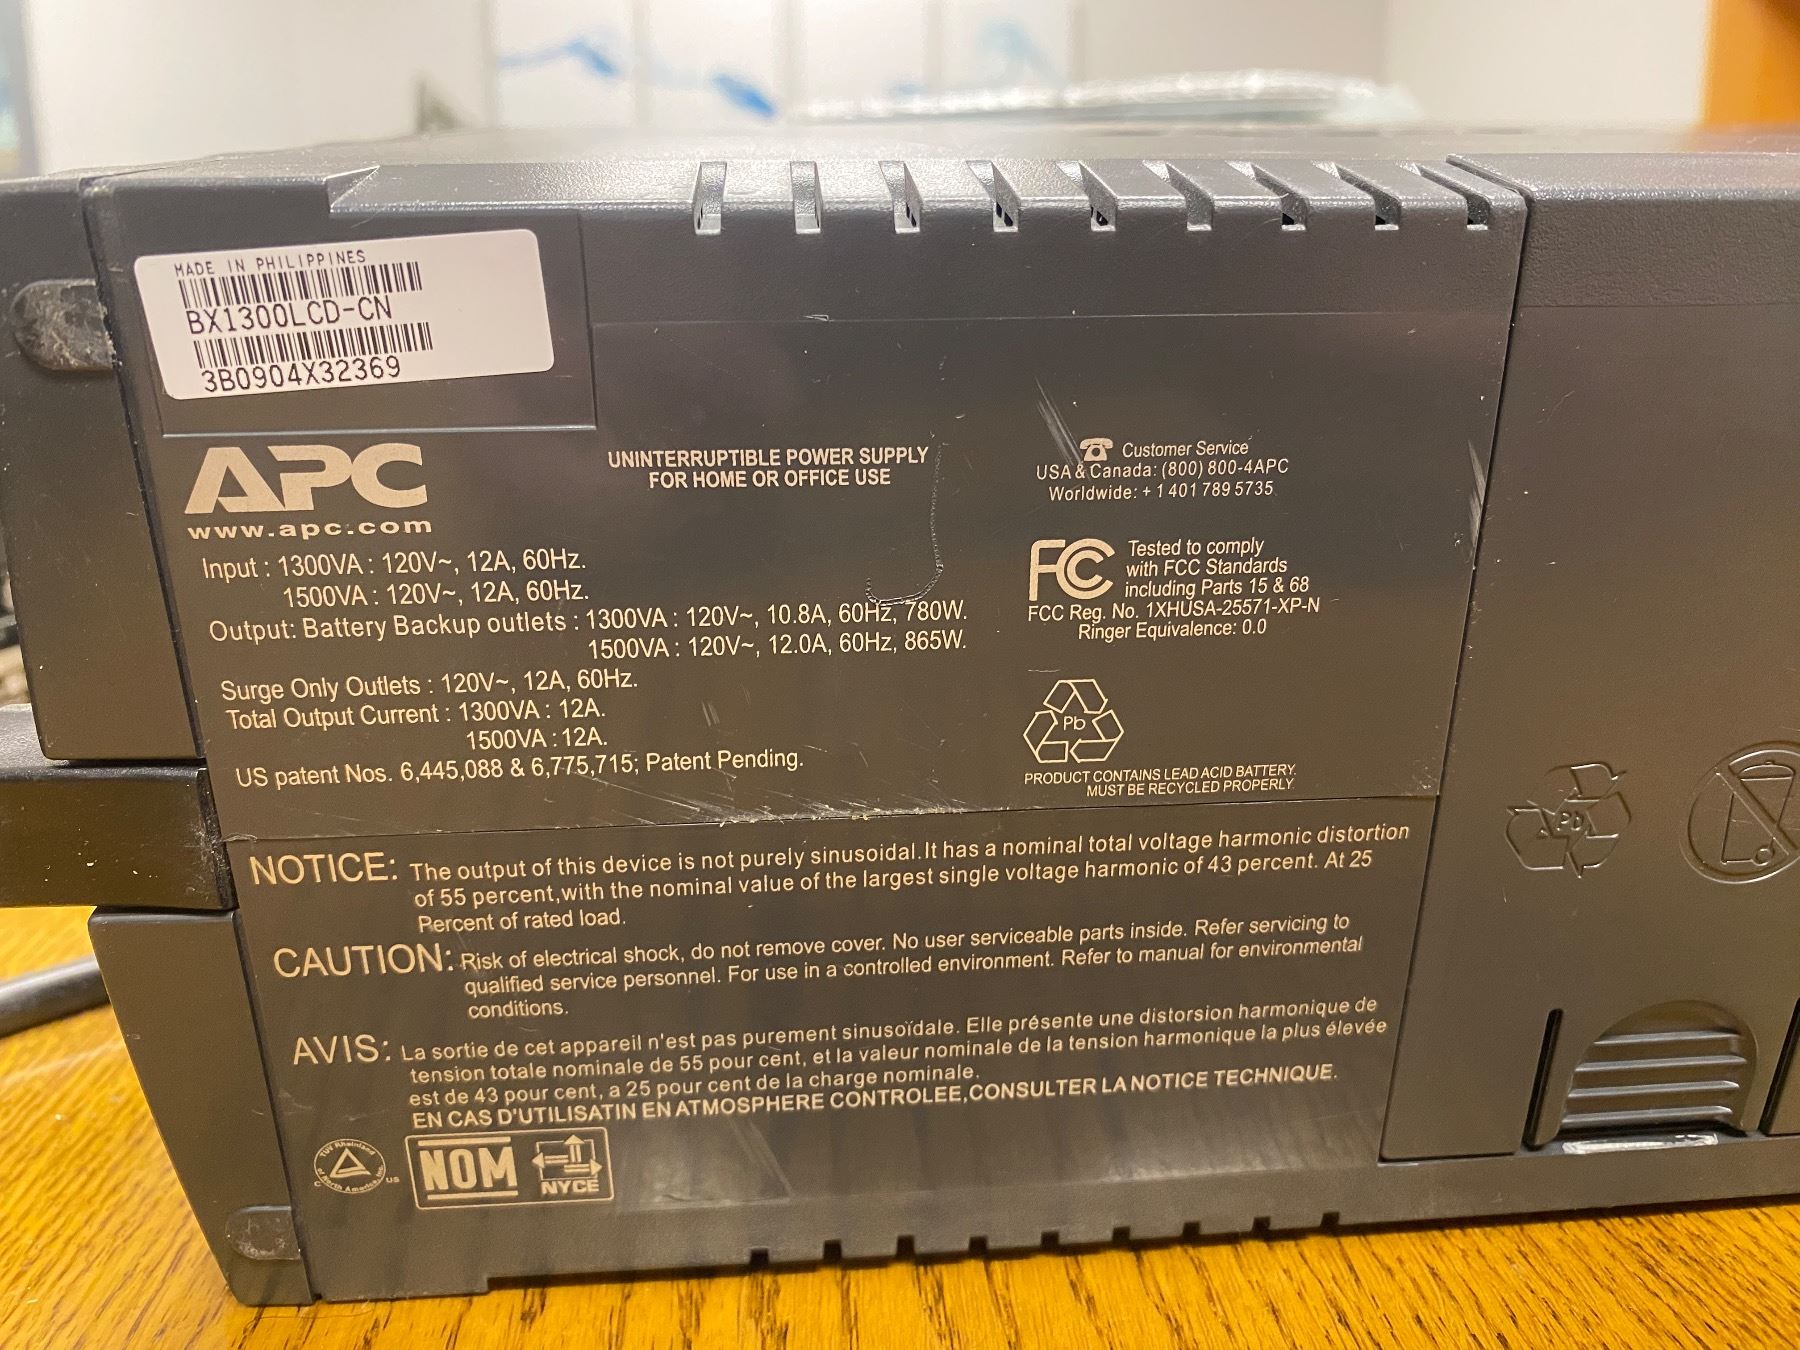 MADE IN PHILIPPINES
BX1300LCD-CN
3B0904X32369
APC
www.apc.com
UNINTERRUPTIBLE POWER SUPPLY
FOR HOME OR OFFICE USE
Customer Service
USA & Canada: (800) 800-4APC
Worldwide: + 1 401 789 5735
Input : 1300VA : 120V~, 12A, 60Hz.
1500VA : 120V~, 12A, 60Hz.
Output: Battery Backup outlets : 1300VA : 120V~, 10.8A, 60Hz, 780W.
1500VA : 120V~, 12.0A, 60Hz, 865W.
Surge Only Outlets : 120V~, 12A, 60Hz.
Total Output Current : 1300VA : 12A.
1500VA : 12A.
US patent Nos. 6,445,088 & 6,775,715; Patent Pending.
FC
Tested to comply
with FCC Standards
including Parts 15 & 68
FCC Reg. No. 1XHUSA-25571-XP-N
Ringer Equivalence: 0.0
Pb
PRODUCT CONTAINS LEAD ACID BATTERY.
MUST BE RECYCLED PROPERLY.
Pb
NOTICE: The output of this device is not purely sinusoidal.It has a nominal total voltage harmonic distortion
of 55 percent,with the nominal value of the largest single voltage harmonic of 43 percent. At 25
Percent of rated load.
CAUTION: Risk of electrical shock, do not remove cover. No user serviceable parts inside. Refer servicing to
qualified service personnel. For use in a controlled environment. Refer to manual for environmental
conditions.
AVIS: La sortie de cet appareil n'est pas purement sinusoïdale. Elle présente une distorsion harmonique de
tension totale nominale de 55 pour cent, et la valeur nominale de la tension harmonique la plus élevée
est de 43 pour cent, a 25 pour cent de la charge nominale.
EN CAS D'UTILISATIN EN ATMOSPHERE CONTROLEE,CONSULTER LA NOTICE TECHNIQUE.
TUV Rheinland
of North America, Inc.
C US
NOM
NYCE